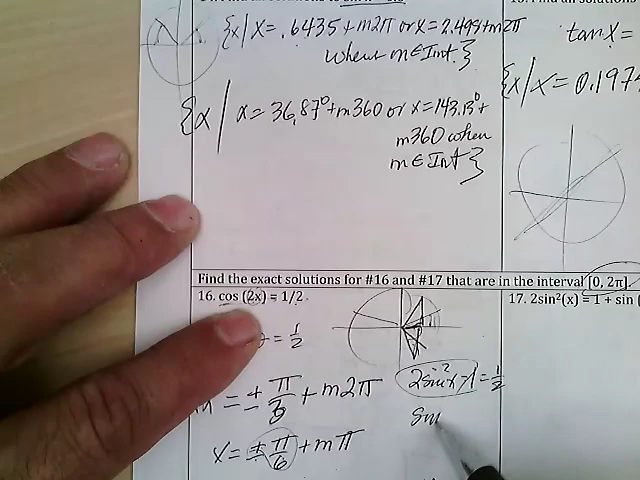 {x | x = .6435 + m2π or x = 2.498 + m2π
when m ∈ Int.}
{x | x = 36.87° + m360 or x = 143.13° +
m360 when
m ∈ Int}
tan x =
{x | x = 0.197
Find the exact solutions for #16 and #17 that are in the interval [0, 2π].
16. cos (2x) = 1/2
= 1/2
= ± π/3 + m2π
x = ± π/6 + mπ
2sin²x - 1 = 1/2
Sin
17. 2sin²(x) = 1 + sin (